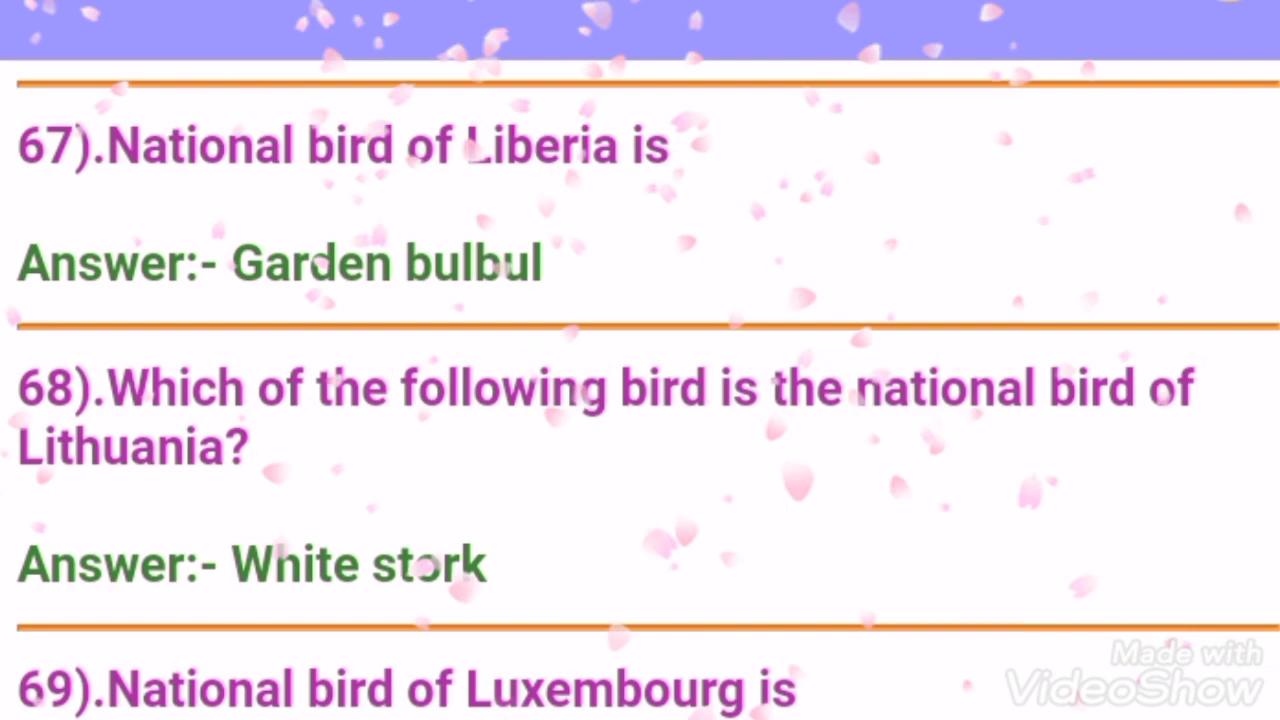 67).National bird of Liberia is
Answer:- Garden bulbul
68).Which of the following bird is the national bird of
Lithuania?
Answer:- White stork
69).National bird of Luxembourg is
Made with
VideoShow